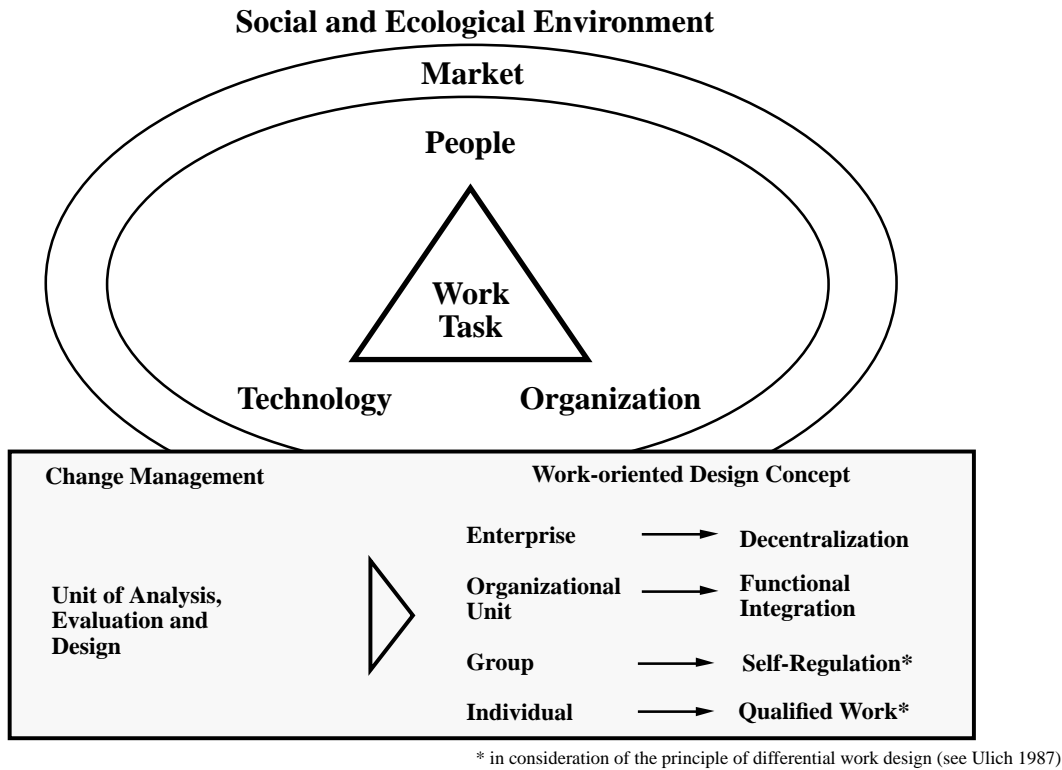 Social and Ecological Environment
Market
People
Work
Task
Technology
Organization
Change Management
Work-oriented Design Concept
Unit of Analysis,
Evaluation and
Design
Enterprise
Decentralization
Organizational
Unit
Functional
Integration
Group
Self-Regulation*
Individual
Qualified Work*
* in consideration of the principle of differential work design (see Ulich 1987)